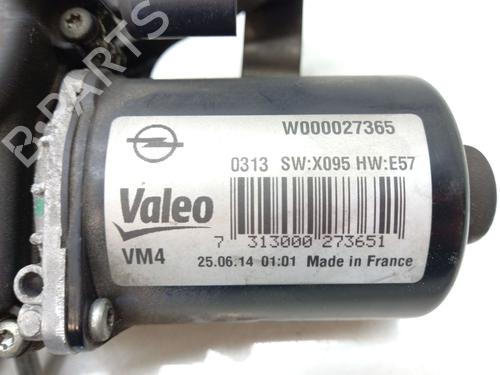 B-PARTS
W000027365
0313 SW:X095 HW:E57
Valeo
7 313000 273651
VM4 25.06.14 01:01 Made in France